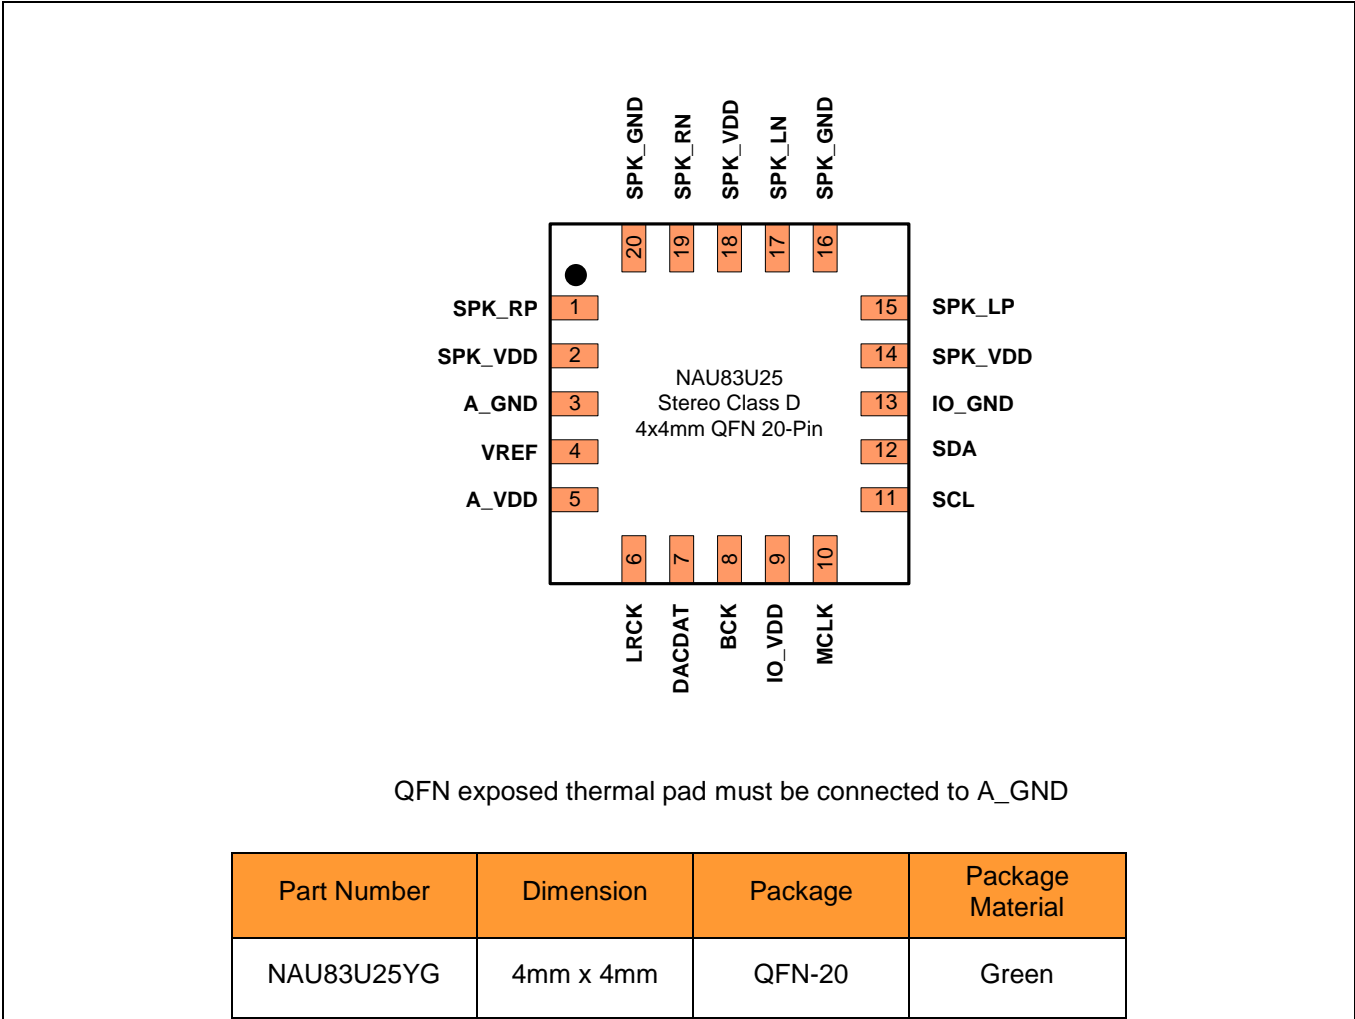 SPK_GND
SPK_RN
SPK_VDD
SPK_LN
SPK_GND
20 19 18 17 16
SPK_RP 1 15 SPK_LP
SPK_VDD 2 14 SPK_VDD
A_GND 3 13 IO_GND
VREF 4 12 SDA
A_VDD 5 11 SCL
NAU83U25
Stereo Class D
4x4mm QFN 20-Pin
6 7 8 9 10
LRCK
DACDAT
BCK
IO_VDD
MCLK
QFN exposed thermal pad must be connected to A_GND
Part Number Dimension Package Package
Material
NAU83U25YG 4mm x 4mm QFN-20 Green